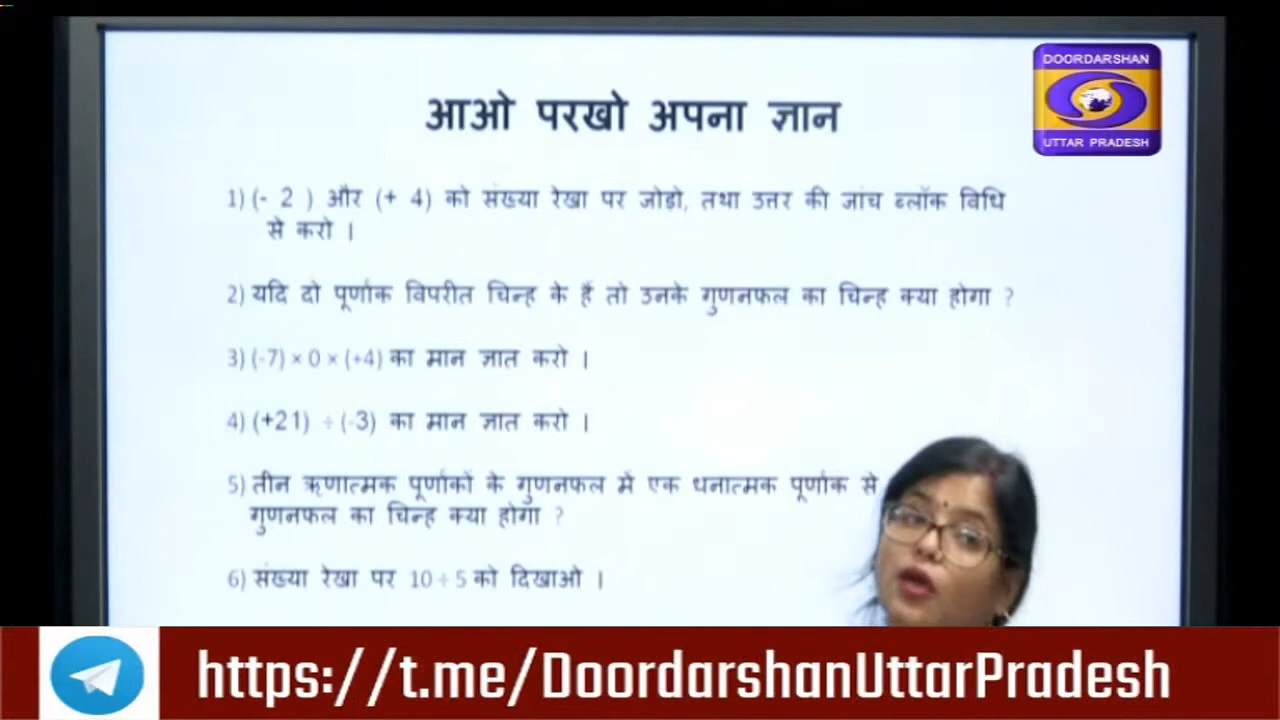 DOORDARSHAN
UTTAR PRADESH
आओ परखो अपना ज्ञान
1) (- 2 ) और (+ 4) को संख्या रेखा पर जोड़ो, तथा उत्तर की जांच ब्लॉक विधि
से करो ।
2) यदि दो पूर्णांक विपरीत चिन्ह के हैं तो उनके गुणनफल का चिन्ह क्या होगा ?
3) (-7) × 0 × (+4) का मान ज्ञात करो ।
4) (+21) ÷ (-3) का मान ज्ञात करो ।
5) तीन ऋणात्मक पूर्णांकों के गुणनफल में एक धनात्मक पूर्णांक से
गुणनफल का चिन्ह क्या होगा ?
6) संख्या रेखा पर 10 ÷ 5 को दिखाओ ।
https://t.me/DoordarshanUttarPradesh